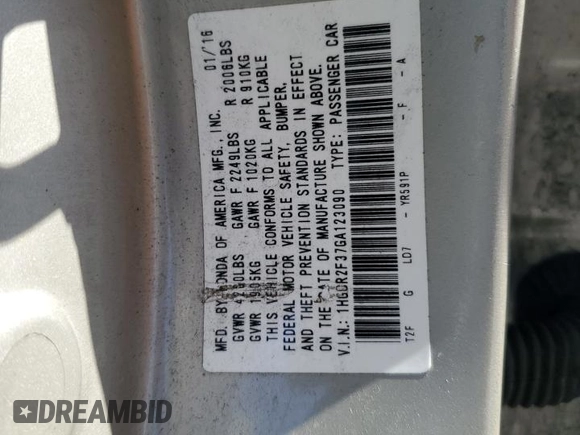 MFD. BY HONDA OF AMERICA MFG., INC. 01/16
GAWR F 2249LBS R 2006LBS
GVWR KG GAWR F 1020KG R 910KG
THIS VEHICLE CONFORMS TO ALL APPLICABLE
FEDERAL MOTOR VEHICLE SAFETY, BUMPER,
AND THEFT PREVENTION STANDARDS IN EFFECT
ON THE DATE OF MANUFACTURE SHOWN ABOVE.
V.I.N.: 1HGCR2F37GA123090 TYPE: PASSENGER CAR
T2F G LD7 - YR591P - F - A
DREAMBID